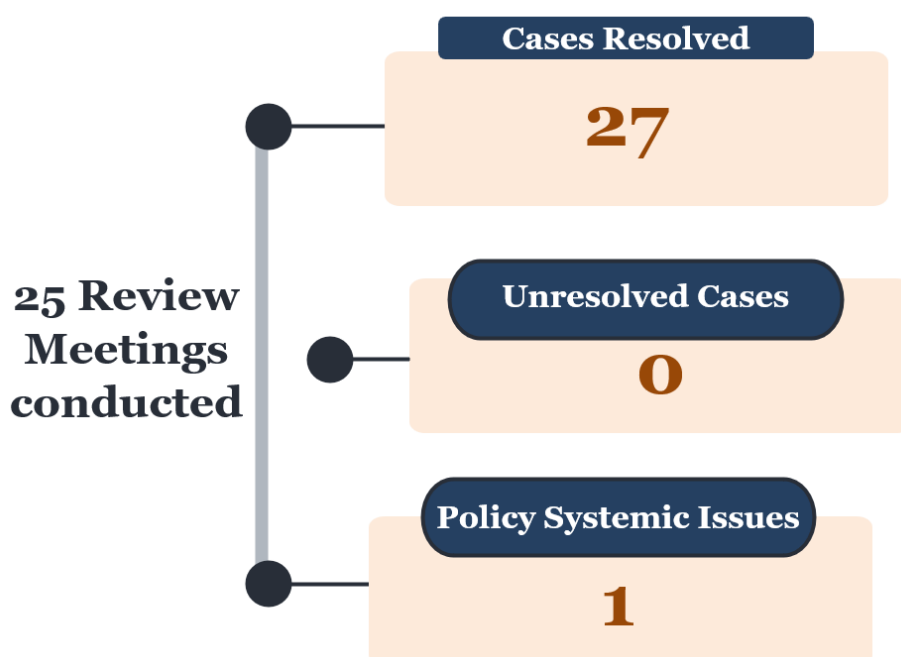 Cases Resolved
27
25 Review
Meetings
conducted
Unresolved Cases
0
Policy Systemic Issues
1